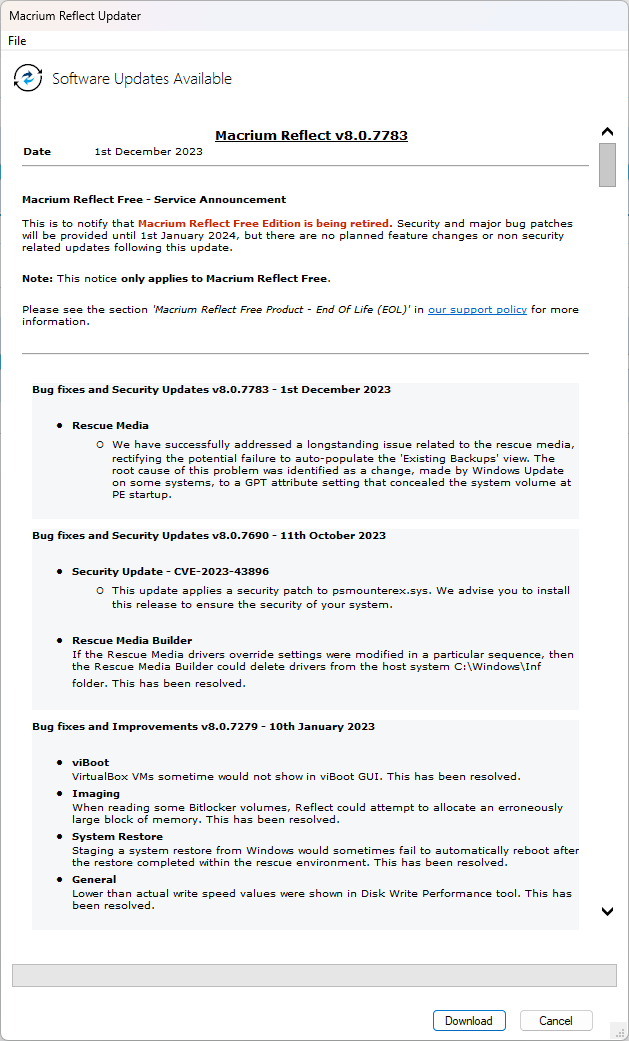 Macrium Reflect Updater
File
Software Updates Available
Macrium Reflect v8.0.7783
Date 1st December 2023
Macrium Reflect Free - Service Announcement
This is to notify that Macrium Reflect Free Edition is being retired. Security and major bug patches
will be provided until 1st January 2024, but there are no planned feature changes or non security
related updates following this update.
Note: This notice only applies to Macrium Reflect Free.
Please see the section 'Macrium Reflect Free Product - End Of Life (EOL)' in our support policy for more
information.
Bug fixes and Security Updates v8.0.7783 - 1st December 2023
• Rescue Media
o We have successfully addressed a longstanding issue related to the rescue media,
rectifying the potential failure to auto-populate the 'Existing Backups' view. The
root cause of this problem was identified as a change, made by Windows Update
on some systems, to a GPT attribute setting that concealed the system volume at
PE startup.
Bug fixes and Security Updates v8.0.7690 - 11th October 2023
• Security Update - CVE-2023-43896
o This update applies a security patch to psmounterex.sys. We advise you to install
this release to ensure the security of your system.
• Rescue Media Builder
If the Rescue Media drivers override settings were modified in a particular sequence, then
the Rescue Media Builder could delete drivers from the host system C:\Windows\Inf
folder. This has been resolved.
Bug fixes and Improvements v8.0.7279 - 10th January 2023
• viBoot
VirtualBox VMs sometime would not show in viBoot GUI. This has been resolved.
• Imaging
When reading some Bitlocker volumes, Reflect could attempt to allocate an erroneously
large block of memory. This has been resolved.
• System Restore
Staging a system restore from Windows would sometimes fail to automatically reboot after
the restore completed within the rescue environment. This has been resolved.
• General
Lower than actual write speed values were shown in Disk Write Performance tool. This has
been resolved.
Download Cancel